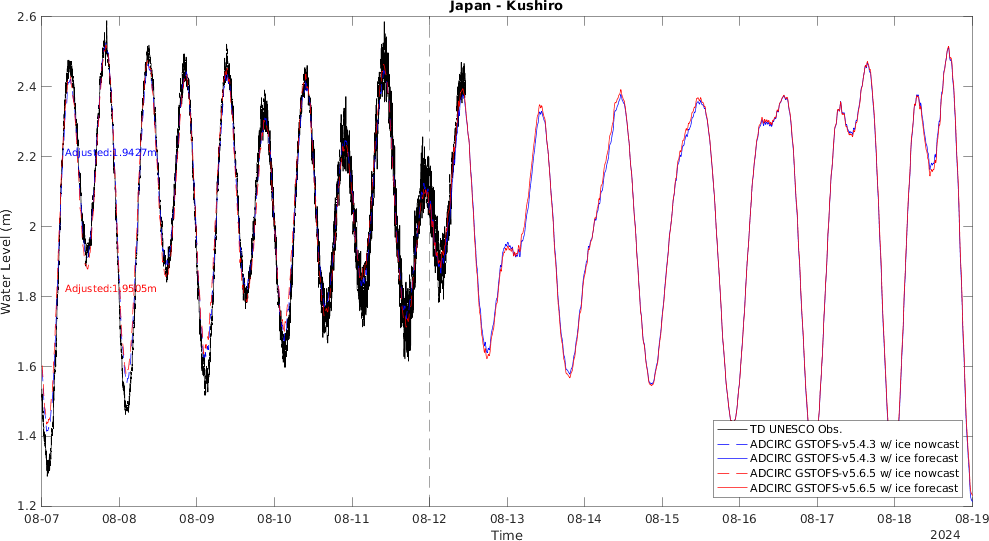 Japan - Kushiro
2.6
2.4
2.2
2
1.8
1.6
1.4
1.2
Water Level (m)
Adjusted:1.9427m
Adjusted:1.9505m
TD UNESCO Obs.
ADCIRC GSTOFS-v5.4.3 w/ ice nowcast
ADCIRC GSTOFS-v5.4.3 w/ ice forecast
ADCIRC GSTOFS-v5.6.5 w/ ice nowcast
ADCIRC GSTOFS-v5.6.5 w/ ice forecast
08-07 08-08 08-09 08-10 08-11 08-12 08-13 08-14 08-15 08-16 08-17 08-18 08-19
Time
2024